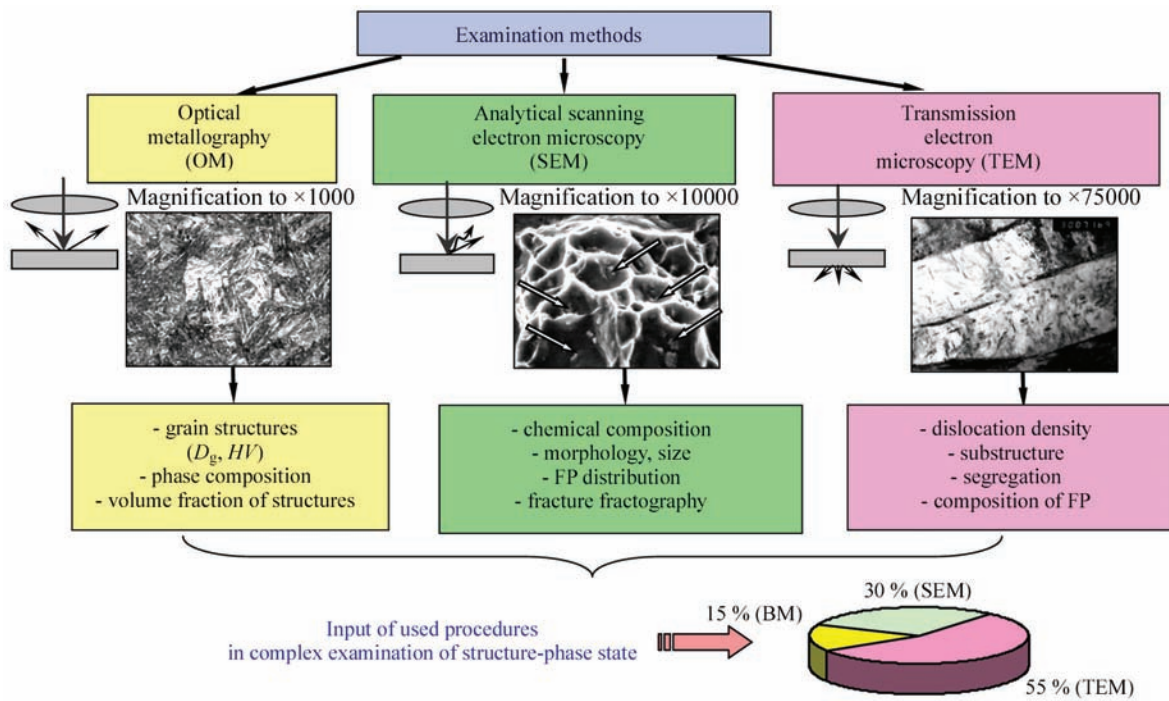 Examination methods
Optical
metallography
(OM)
Analytical scanning
electron microscopy
(SEM)
Transmission
electron
microscopy (TEM)
Magnification to ×1000
Magnification to ×10000
Magnification to ×75000
- grain structures
(Dg, HV)
- phase composition
- volume fraction of structures
- chemical composition
- morphology, size
- FP distribution
- fracture fractography
- dislocation density
- substructure
- segregation
- composition of FP
Input of used procedures
in complex examination of structure-phase state
30 % (SEM)
15 % (BM)
55 % (TEM)